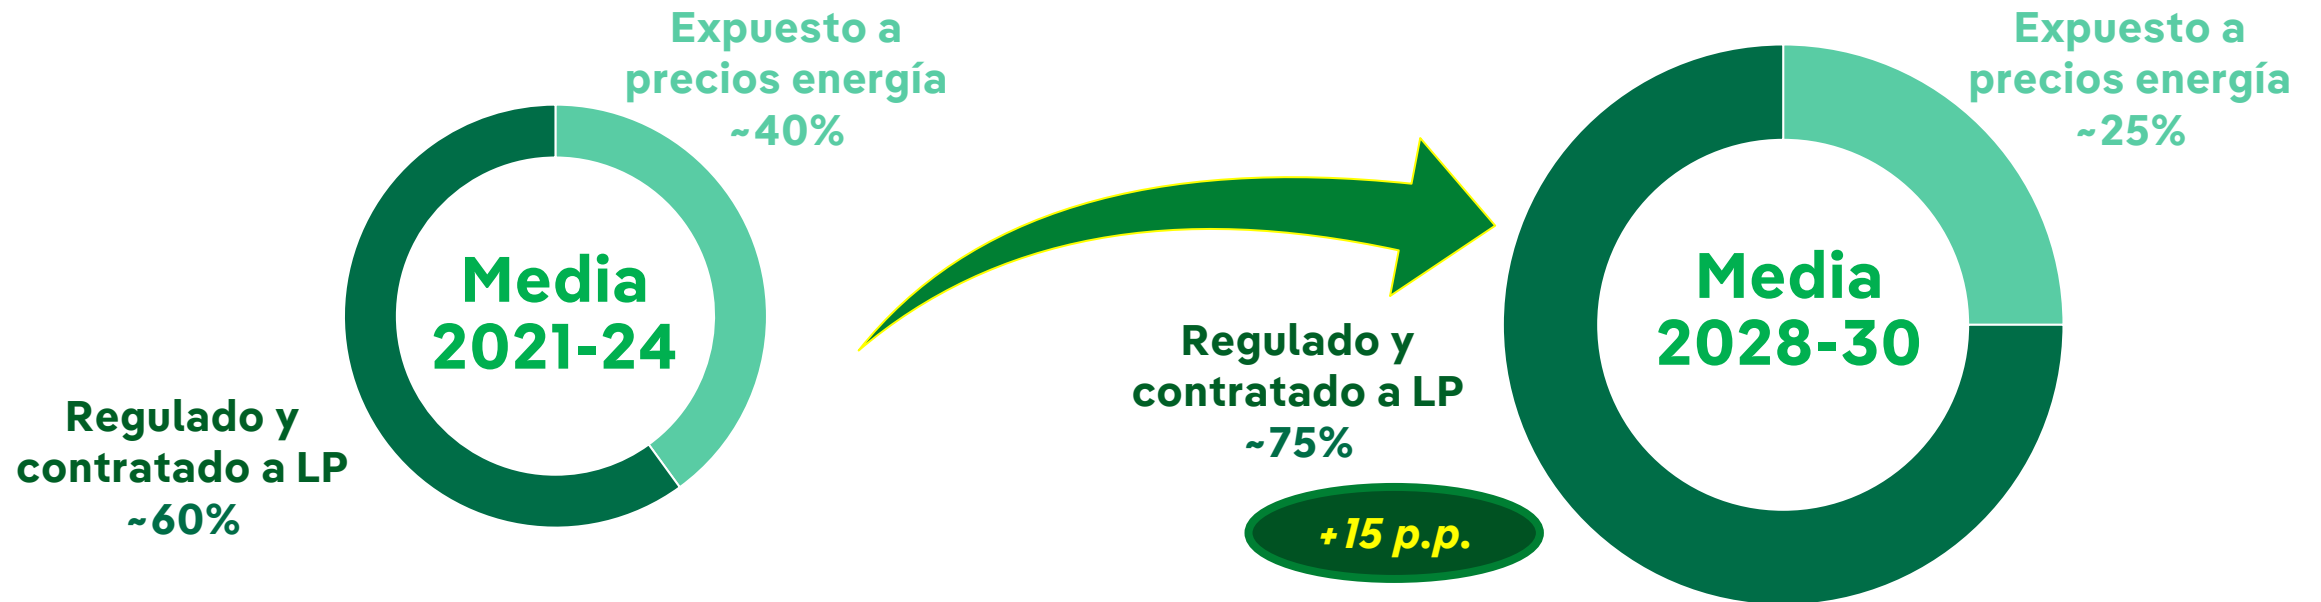 Expuesto a
precios energía
~40%
Media
2021-24
Regulado y
contratado a LP
~60%
Expuesto a
precios energía
~25%
Media
2028-30
Regulado y
contratado a LP
~75%
+15 p.p.